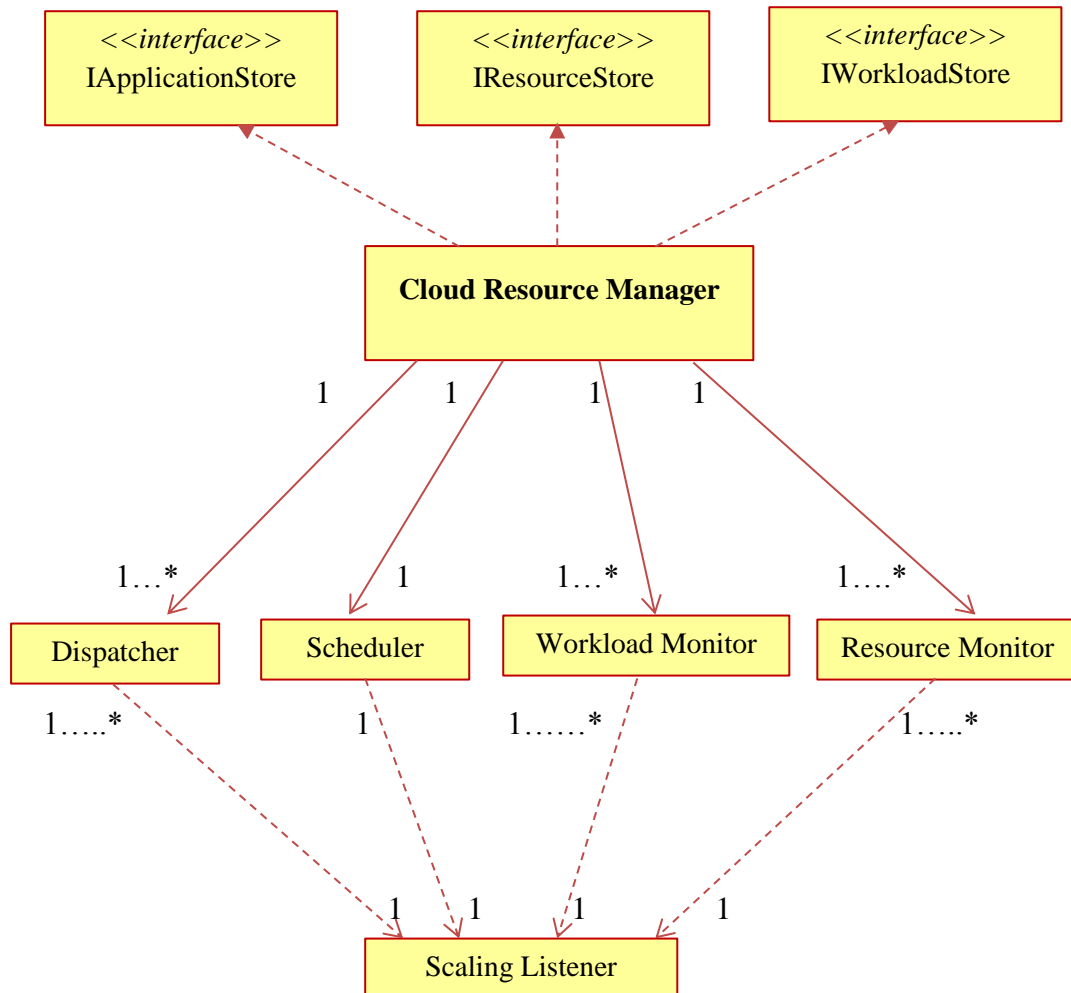 <<interface>>
IApplicationStore
<<interface>>
IResourceStore
<<interface>>
IWorkloadStore
Cloud Resource Manager
1
1
1
1
1…*
1
1…*
1….*
Dispatcher
Scheduler
Workload Monitor
Resource Monitor
1…..*
1
1……*
1…..*
1
1
1
1
Scaling Listener